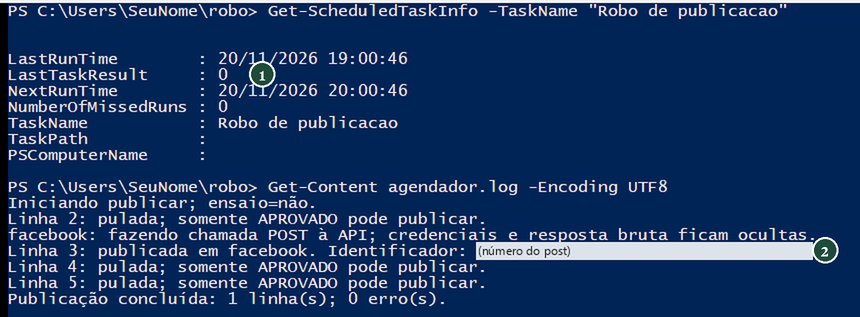 PS C:\Users\SeuNome\robo> Get-ScheduledTaskInfo -TaskName "Robo de publicacao"
LastRunTime : 20/11/2026 19:00:46
LastTaskResult : 0 1
NextRunTime : 20/11/2026 20:00:46
NumberOfMissedRuns : 0
TaskName : Robo de publicacao
TaskPath :
PSComputerName :
PS C:\Users\SeuNome\robo> Get-Content agendador.log -Encoding UTF8
Iniciando publicar; ensaio=não.
Linha 2: pulada; somente APROVADO pode publicar.
facebook: fazendo chamada POST à API; credenciais e resposta bruta ficam ocultas.
Linha 3: publicada em facebook. Identificador: (número do post) 2
Linha 4: pulada; somente APROVADO pode publicar.
Linha 5: pulada; somente APROVADO pode publicar.
Publicação concluída: 1 linha(s); 0 erro(s).